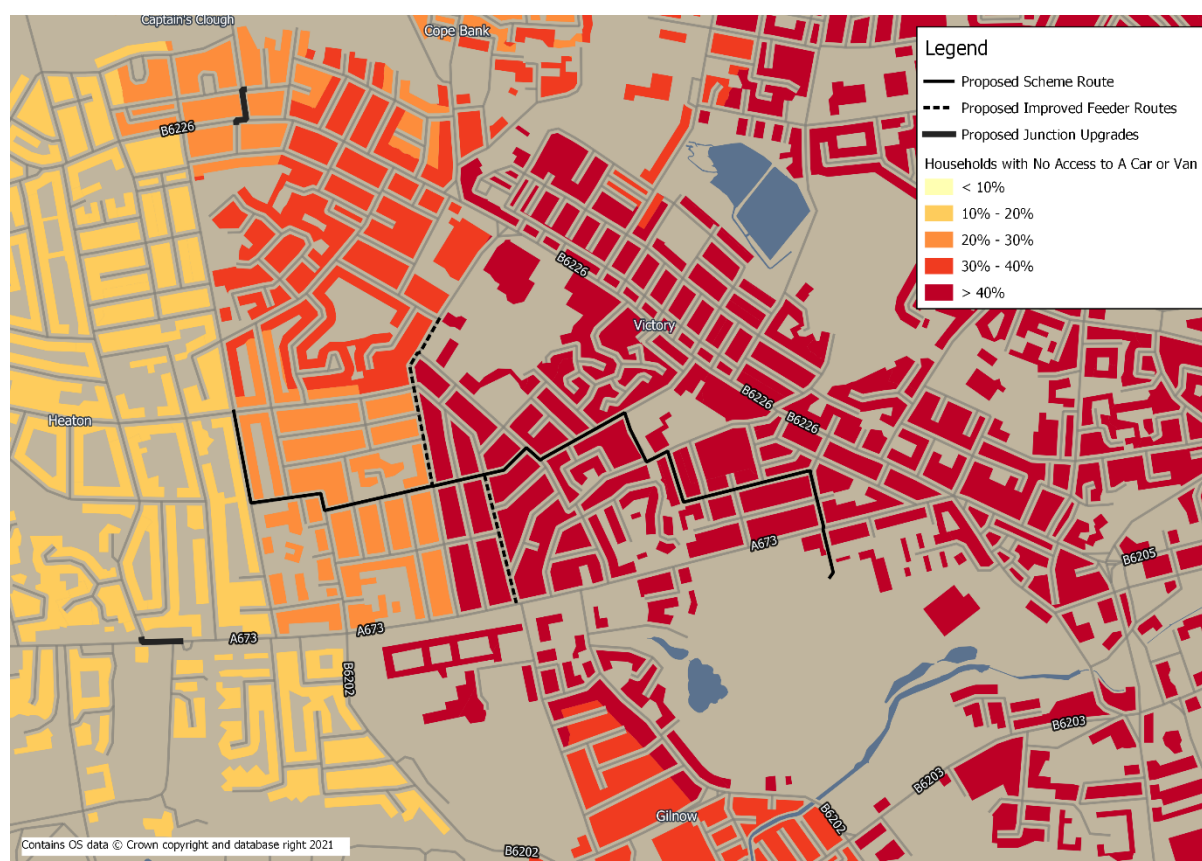 Captain's Clough
Cope Bank
Legend
Proposed Scheme Route
Proposed Improved Feeder Routes
Proposed Junction Upgrades
Households with No Access to A Car or Van
< 10%
10% - 20%
20% - 30%
30% - 40%
> 40%
B6226
B6226
Victory
B6226
B6226
Heaton
A673
B6205
A673
A673
B6202
B6203
B6203
Gilnow
B6202
B6202
Contains OS data © Crown copyright and database right 2021